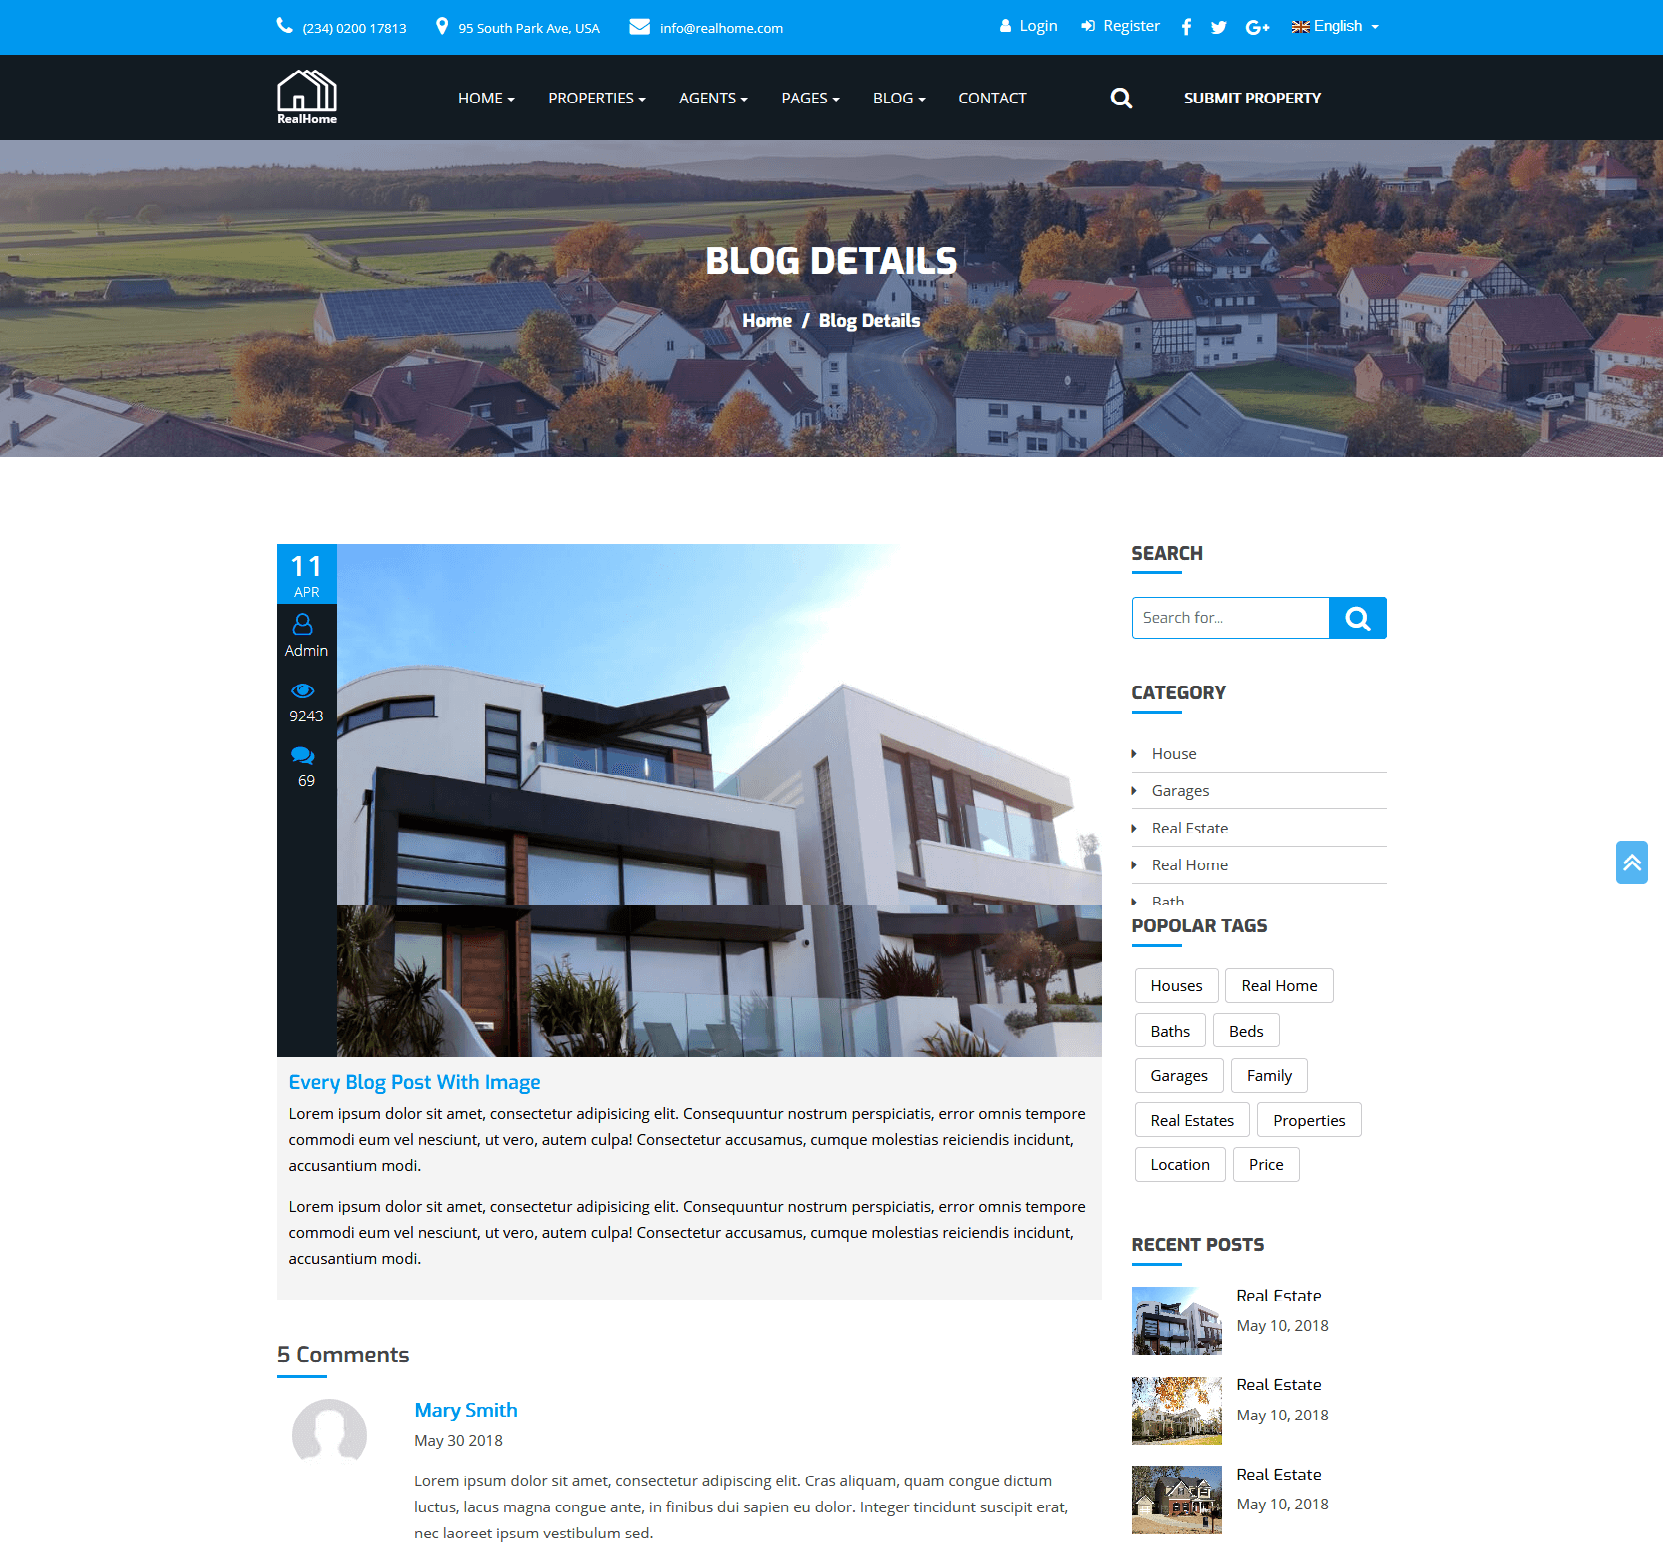 (234) 0200 17813
95 South Park Ave, USA
info@realhome.com
Login
Register
English
RealHome
HOME
PROPERTIES
AGENTS
PAGES
BLOG
CONTACT
SUBMIT PROPERTY
BLOG DETAILS
Home / Blog Details
11
APR
Admin
9243
69
Every Blog Post With Image
Lorem ipsum dolor sit amet, consectetur adipisicing elit. Consequuntur nostrum perspiciatis, error omnis tempore
commodi eum vel nesciunt, ut vero, autem culpa! Consectetur accusamus, cumque molestias reiciendis incidunt,
accusantium modi.
Lorem ipsum dolor sit amet, consectetur adipisicing elit. Consequuntur nostrum perspiciatis, error omnis tempore
commodi eum vel nesciunt, ut vero, autem culpa! Consectetur accusamus, cumque molestias reiciendis incidunt,
accusantium modi.
5 Comments
Mary Smith
May 30 2018
Lorem ipsum dolor sit amet, consectetur adipiscing elit. Cras aliquam, quam congue dictum
luctus, lacus magna congue ante, in finibus dui sapien eu dolor. Integer tincidunt suscipit erat,
nec laoreet ipsum vestibulum sed.
SEARCH
Search for...
CATEGORY
House
Garages
Real Estate
Real Home
Bath
POPOLAR TAGS
Houses
Real Home
Baths
Beds
Garages
Family
Real Estates
Properties
Location
Price
RECENT POSTS
Real Estate
May 10, 2018
Real Estate
May 10, 2018
Real Estate
May 10, 2018